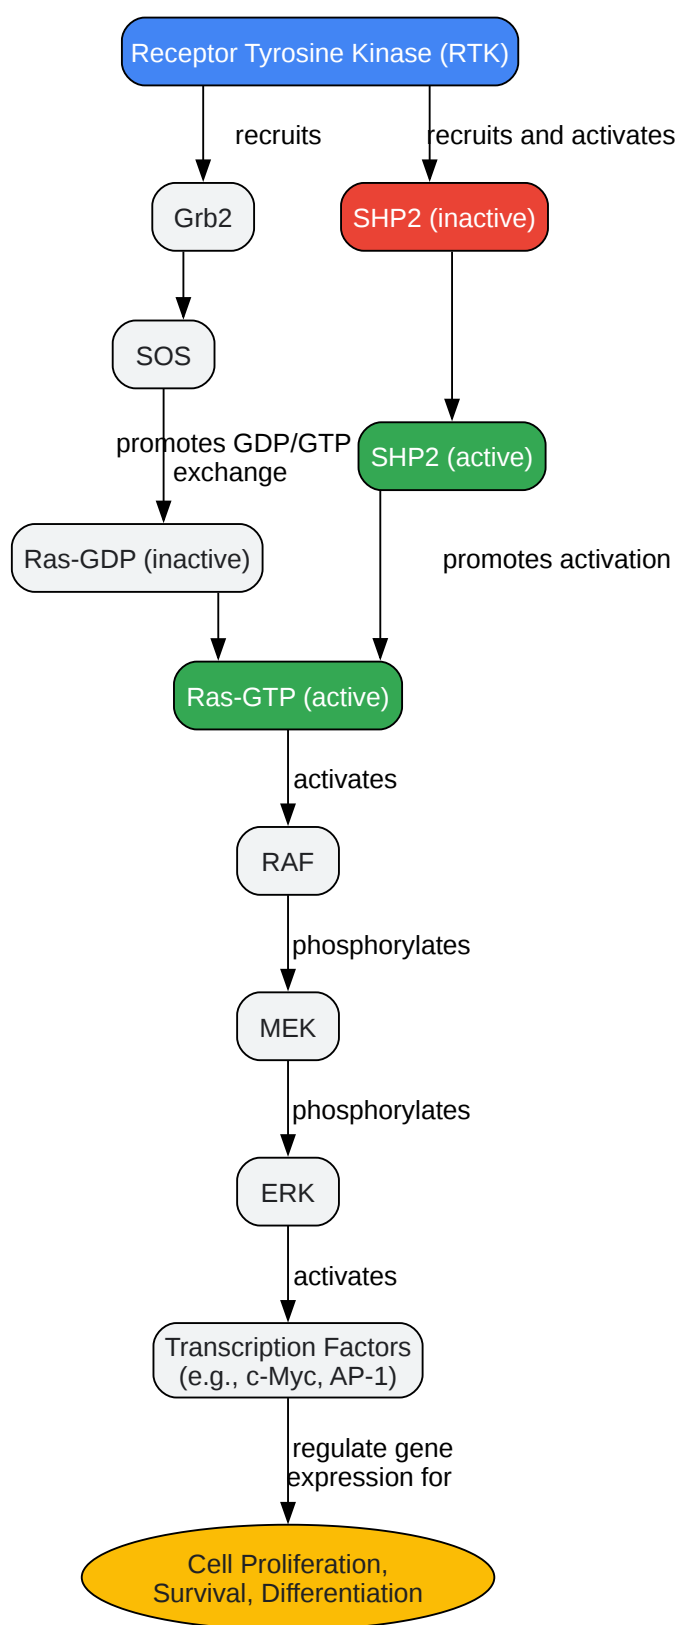 Receptor Tyrosine Kinase (RTK)
recruits
recruits and activates
Grb2
SHP2 (inactive)
SOS
promotes GDP/GTP
exchange
SHP2 (active)
Ras-GDP (inactive)
promotes activation
Ras-GTP (active)
activates
RAF
phosphorylates
MEK
phosphorylates
ERK
activates
Transcription Factors
(e.g., c-Myc, AP-1)
regulate gene
expression for
Cell Proliferation,
Survival, Differentiation